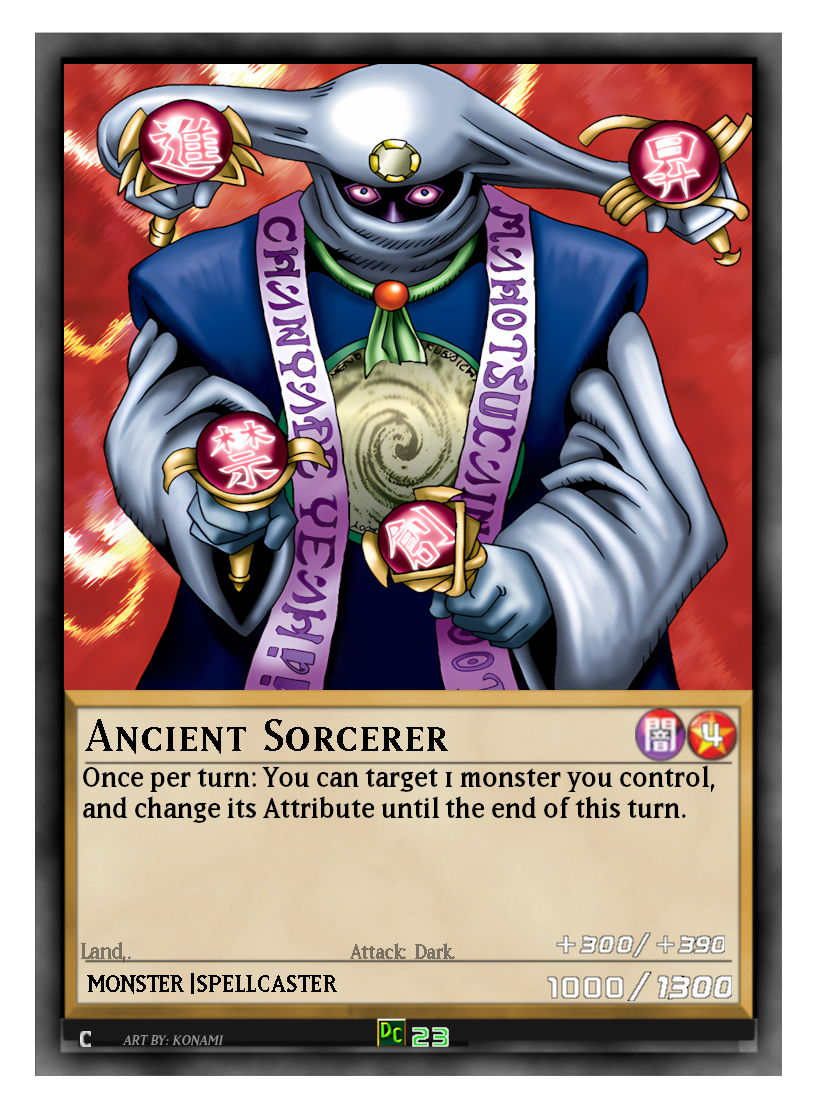 進
昇
禁
創
Ancient Sorcerer
闇 4
Once per turn: You can target 1 monster you control,
and change its Attribute until the end of this turn.
Land,.
Attack: Dark.
+300/+390
MONSTER |SPELLCASTER
1000/1300
C
ART BY: KONAMI
DC 23